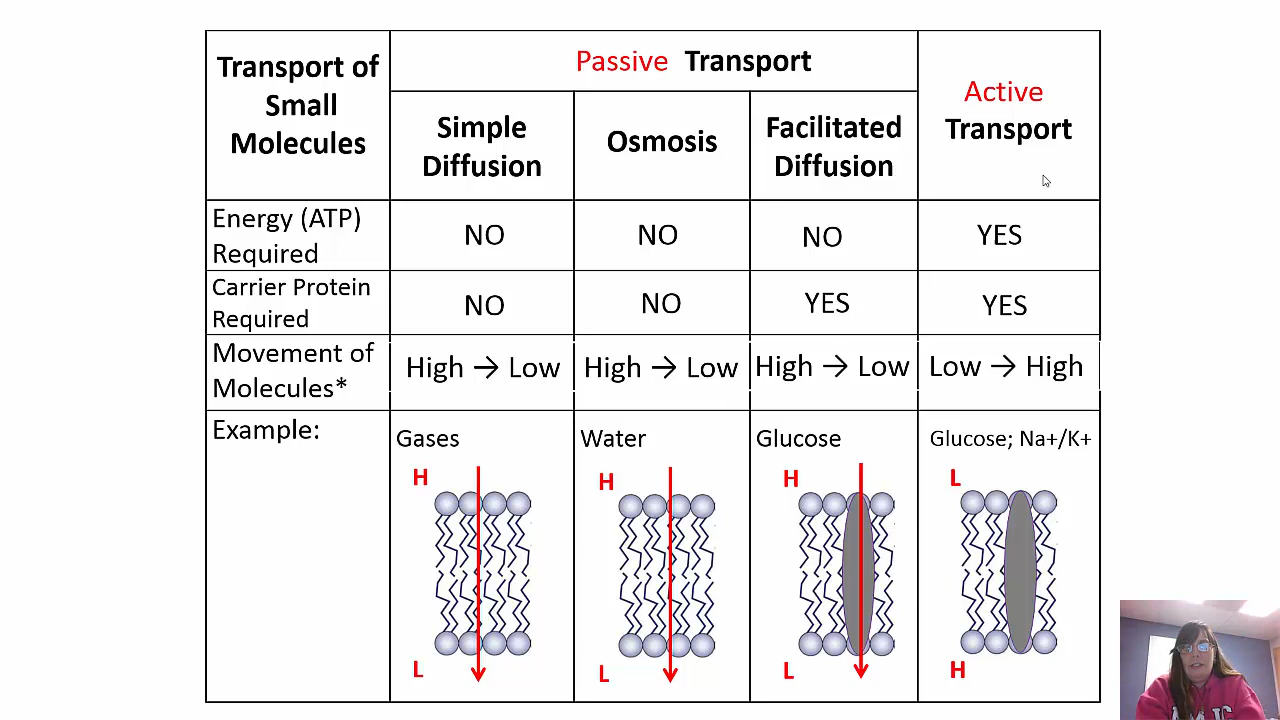 Transport of
Small
Molecules
Passive Transport
Active
Transport
Simple
Diffusion
Osmosis
Facilitated
Diffusion
Energy (ATP)
Required
NO
NO
NO
YES
Carrier Protein
Required
NO
NO
YES
YES
Movement of
Molecules*
High → Low
High → Low
High → Low
Low → High
Example:
Gases
Water
Glucose
Glucose; Na+/K+
H
H
H
L
L
L
L
H